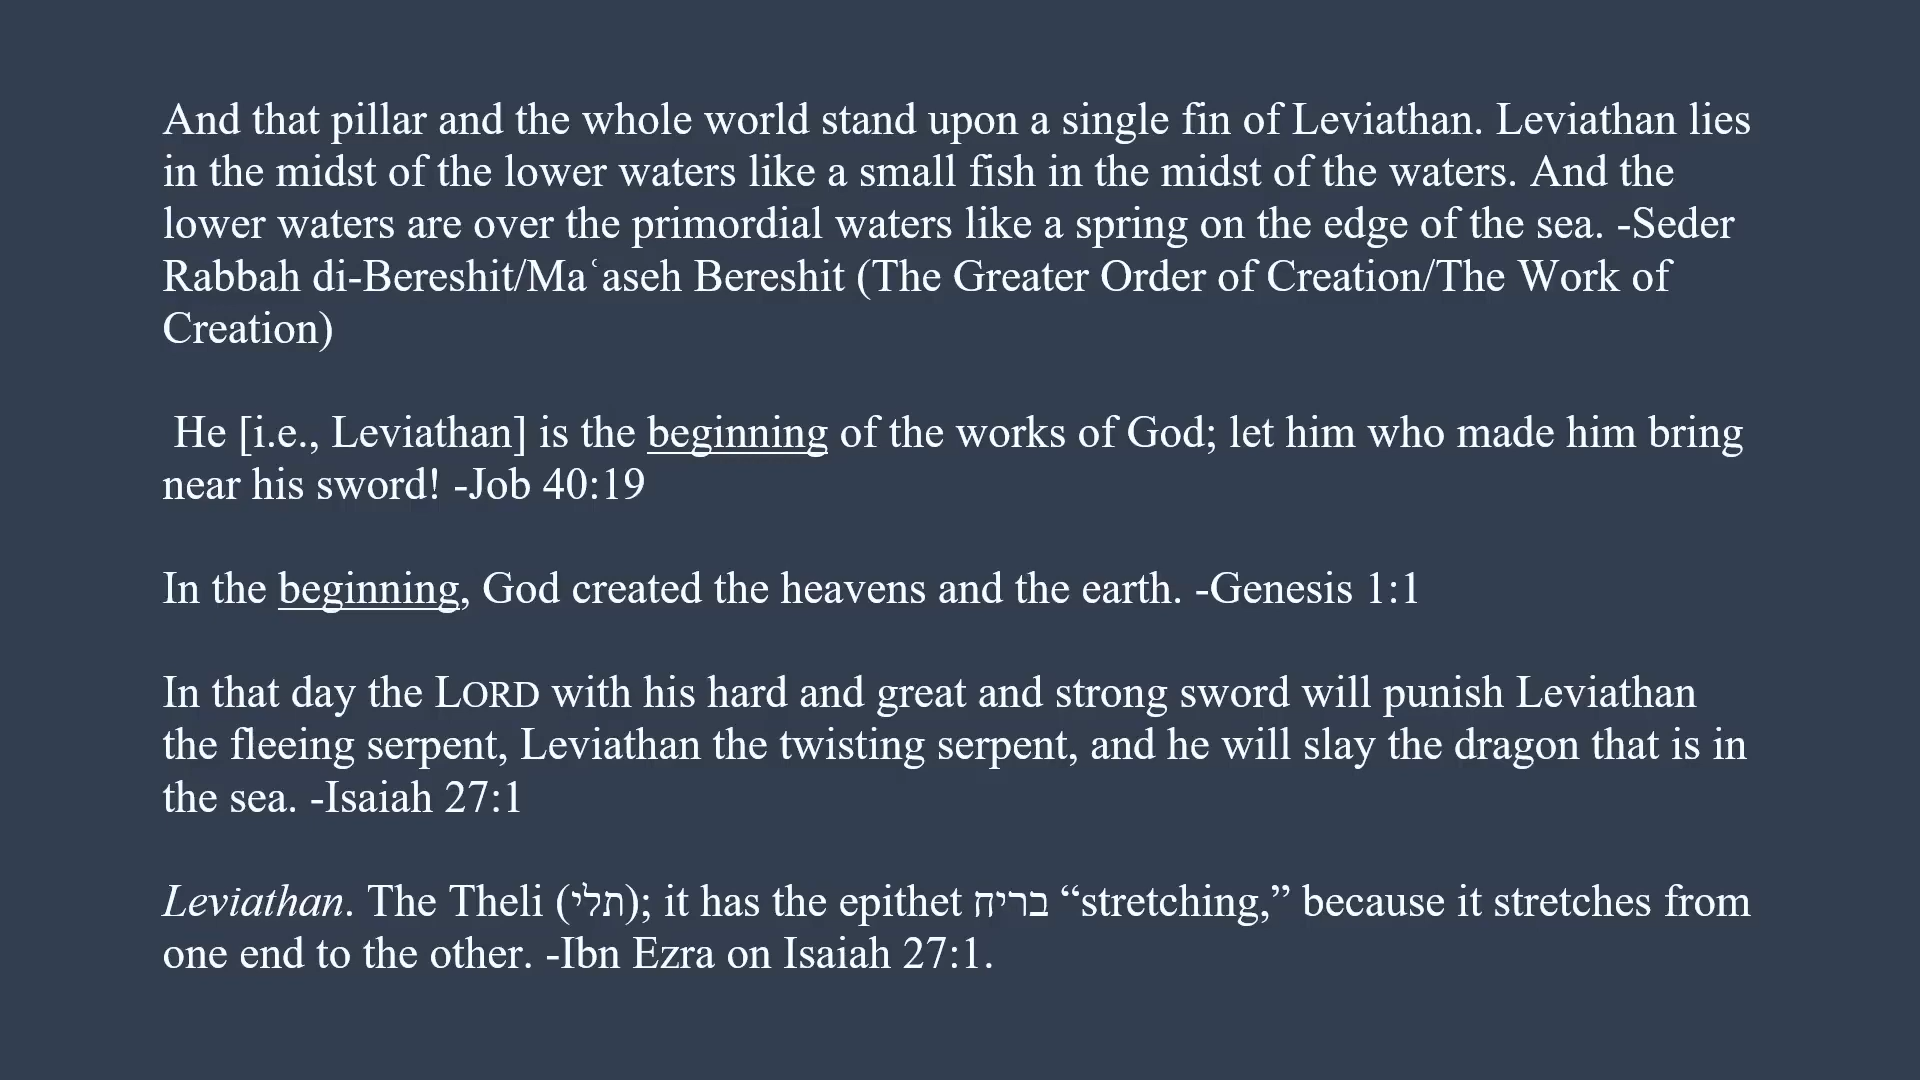 And that pillar and the whole world stand upon a single fin of Leviathan. Leviathan lies
in the midst of the lower waters like a small fish in the midst of the waters. And the
lower waters are over the primordial waters like a spring on the edge of the sea. -Seder
Rabbah di-Bereshit/Maʿaseh Bereshit (The Greater Order of Creation/The Work of
Creation)
He [i.e., Leviathan] is the beginning of the works of God; let him who made him bring
near his sword! -Job 40:19
In the beginning, God created the heavens and the earth. -Genesis 1:1
In that day the LORD with his hard and great and strong sword will punish Leviathan
the fleeing serpent, Leviathan the twisting serpent, and he will slay the dragon that is in
the sea. -Isaiah 27:1
Leviathan. The Theli (תלי); it has the epithet בריח “stretching,” because it stretches from
one end to the other. -Ibn Ezra on Isaiah 27:1.